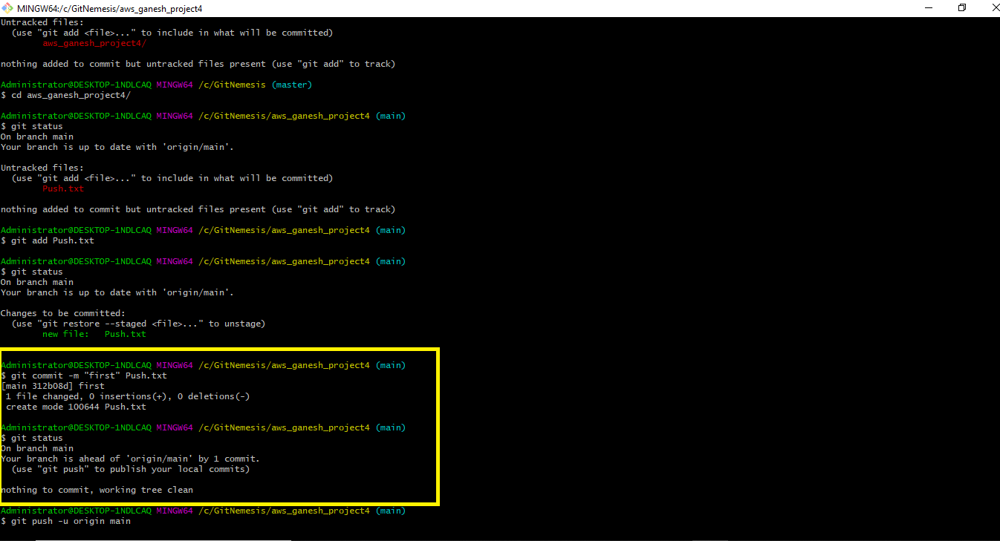 MINGW64:/c/GitNemesis/aws_ganesh_project4
Untracked files:
  (use "git add <file>..." to include in what will be committed)
        aws_ganesh_project4/
nothing added to commit but untracked files present (use "git add" to track)
Administrator@DESKTOP-1NDLCAQ MINGW64 /c/GitNemesis (master)
$ cd aws_ganesh_project4/
Administrator@DESKTOP-1NDLCAQ MINGW64 /c/GitNemesis/aws_ganesh_project4 (main)
$ git status
On branch main
Your branch is up to date with 'origin/main'.
Untracked files:
  (use "git add <file>..." to include in what will be committed)
        Push.txt
nothing added to commit but untracked files present (use "git add" to track)
Administrator@DESKTOP-1NDLCAQ MINGW64 /c/GitNemesis/aws_ganesh_project4 (main)
$ git add Push.txt
Administrator@DESKTOP-1NDLCAQ MINGW64 /c/GitNemesis/aws_ganesh_project4 (main)
$ git status
On branch main
Your branch is up to date with 'origin/main'.
Changes to be committed:
  (use "git restore --staged <file>..." to unstage)
        new file:   Push.txt
Administrator@DESKTOP-1NDLCAQ MINGW64 /c/GitNemesis/aws_ganesh_project4 (main)
$ git commit -m "first" Push.txt
[main 312b08d] first
 1 file changed, 0 insertions(+), 0 deletions(-)
 create mode 100644 Push.txt
Administrator@DESKTOP-1NDLCAQ MINGW64 /c/GitNemesis/aws_ganesh_project4 (main)
$ git status
On branch main
Your branch is ahead of 'origin/main' by 1 commit.
  (use "git push" to publish your local commits)
nothing to commit, working tree clean
Administrator@DESKTOP-1NDLCAQ MINGW64 /c/GitNemesis/aws_ganesh_project4 (main)
$ git push -u origin main